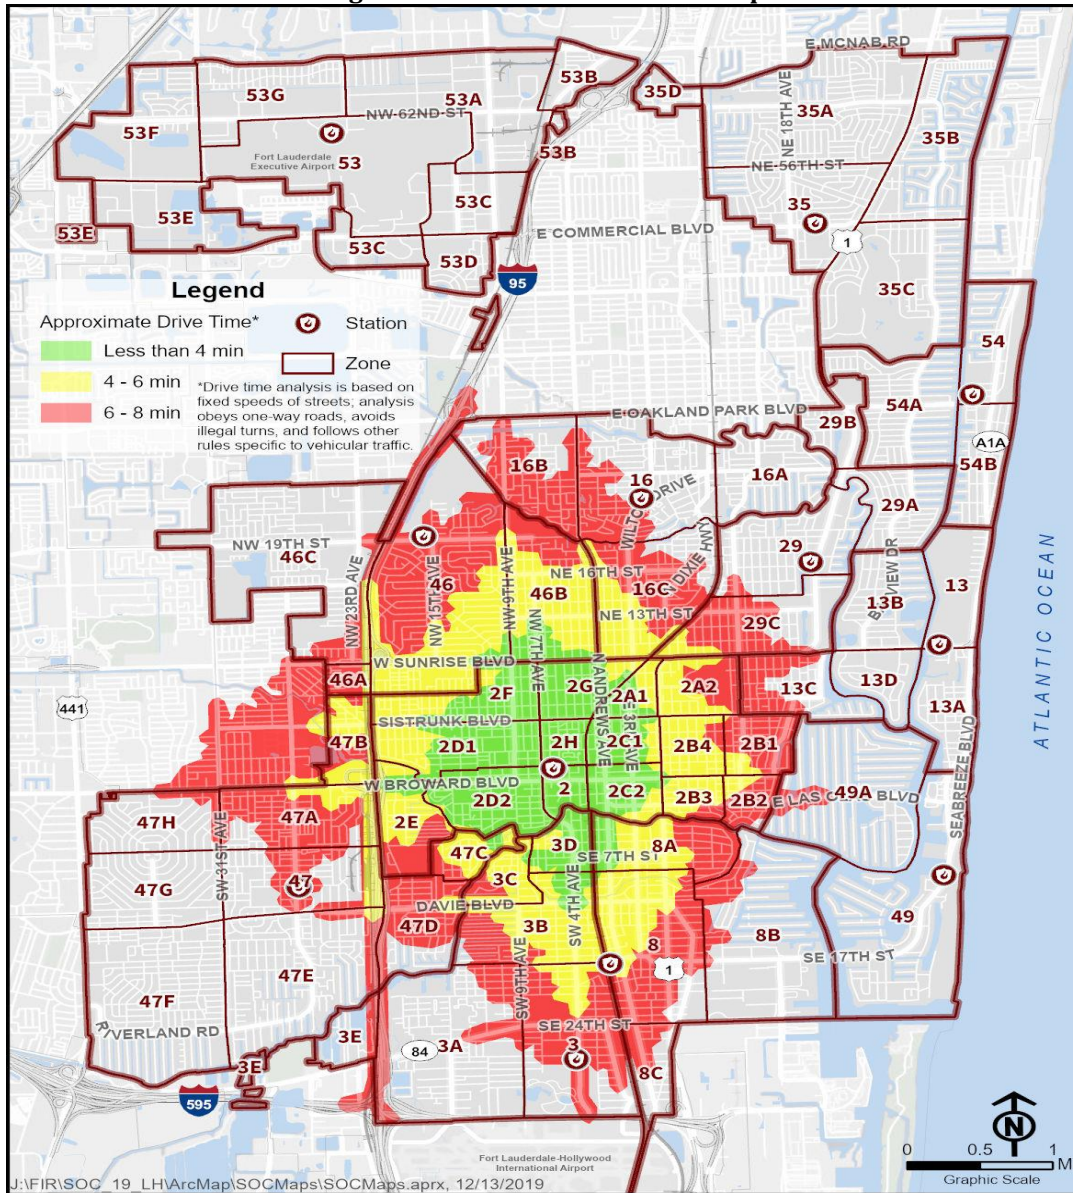 E MCNAB RD
53B
35D
53G
53A
NW 62ND ST
NE 18TH AVE
35A
53F
35B
Fort Lauderdale
Executive Airport
53
53B
NE 56TH ST
53E
53C
35
53E
E COMMERCIAL BLVD
1
53C
53D
95
35C
Legend
Approximate Drive Time*
Station
Less than 4 min
Zone
4 - 6 min
6 - 8 min
*Drive time analysis is based on
fixed speeds of streets; analysis
obeys one-way roads, avoids
illegal turns, and follows other
rules specific to vehicular traffic.
54
54A
E OAKLAND PARK BLVD
29B
A1A
54B
16B
16
16A
DRIVE
29A
NW 19TH ST
46C
N DIXIE HWY
29
NW 23RD AVE
NW 15TH AVE
46
NW 9TH AVE
NE 16TH ST
46B
16C
NE 13TH ST
29C
13B
13
NW 7TH AVE
W SUNRISE BLVD
46A
2F
2G
N ANDREWS AVE
2A1
2A2
13C
13D
13A
441
SISTRUNK BLVD
47B
2D1
2H
2C1
2B4
2B1
ATLANTIC OCEAN
W BROWARD BLVD
2D2
2
2C2
2B3
2B2
49A
SEABREEZE BLVD
47H
SW 31ST AVE
47A
2E
47C
3D
SE 7TH ST
8A
47G
47
3C
SW 4TH AVE
49
DAVIE BLVD
47D
3B
8
8B
SE 17TH ST
47E
47F
SW 9TH AVE
1
RIVERLAND RD
3E
SE 24TH ST
84
3A
3
3E
8C
595
N
0 0.5 1
Graphic Scale
Fort Lauderdale-Hollywood
International Airport
J:\FIR\SOC_19_LH\ArcMap\SOCMaps\SOCMaps.aprx, 12/13/2019